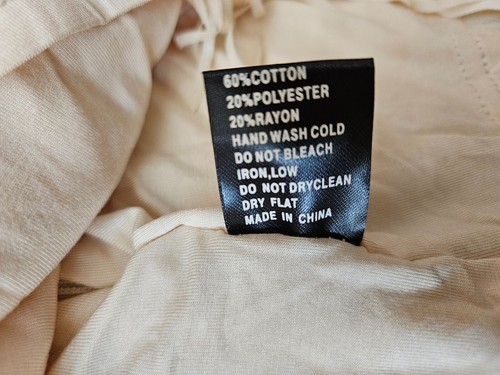 60%COTTON
20%POLYESTER
20%RAYON
HAND WASH COLD
DO NOT BLEACH
IRON,LOW
DO NOT DRYCLEAN
DRY FLAT
MADE IN CHINA